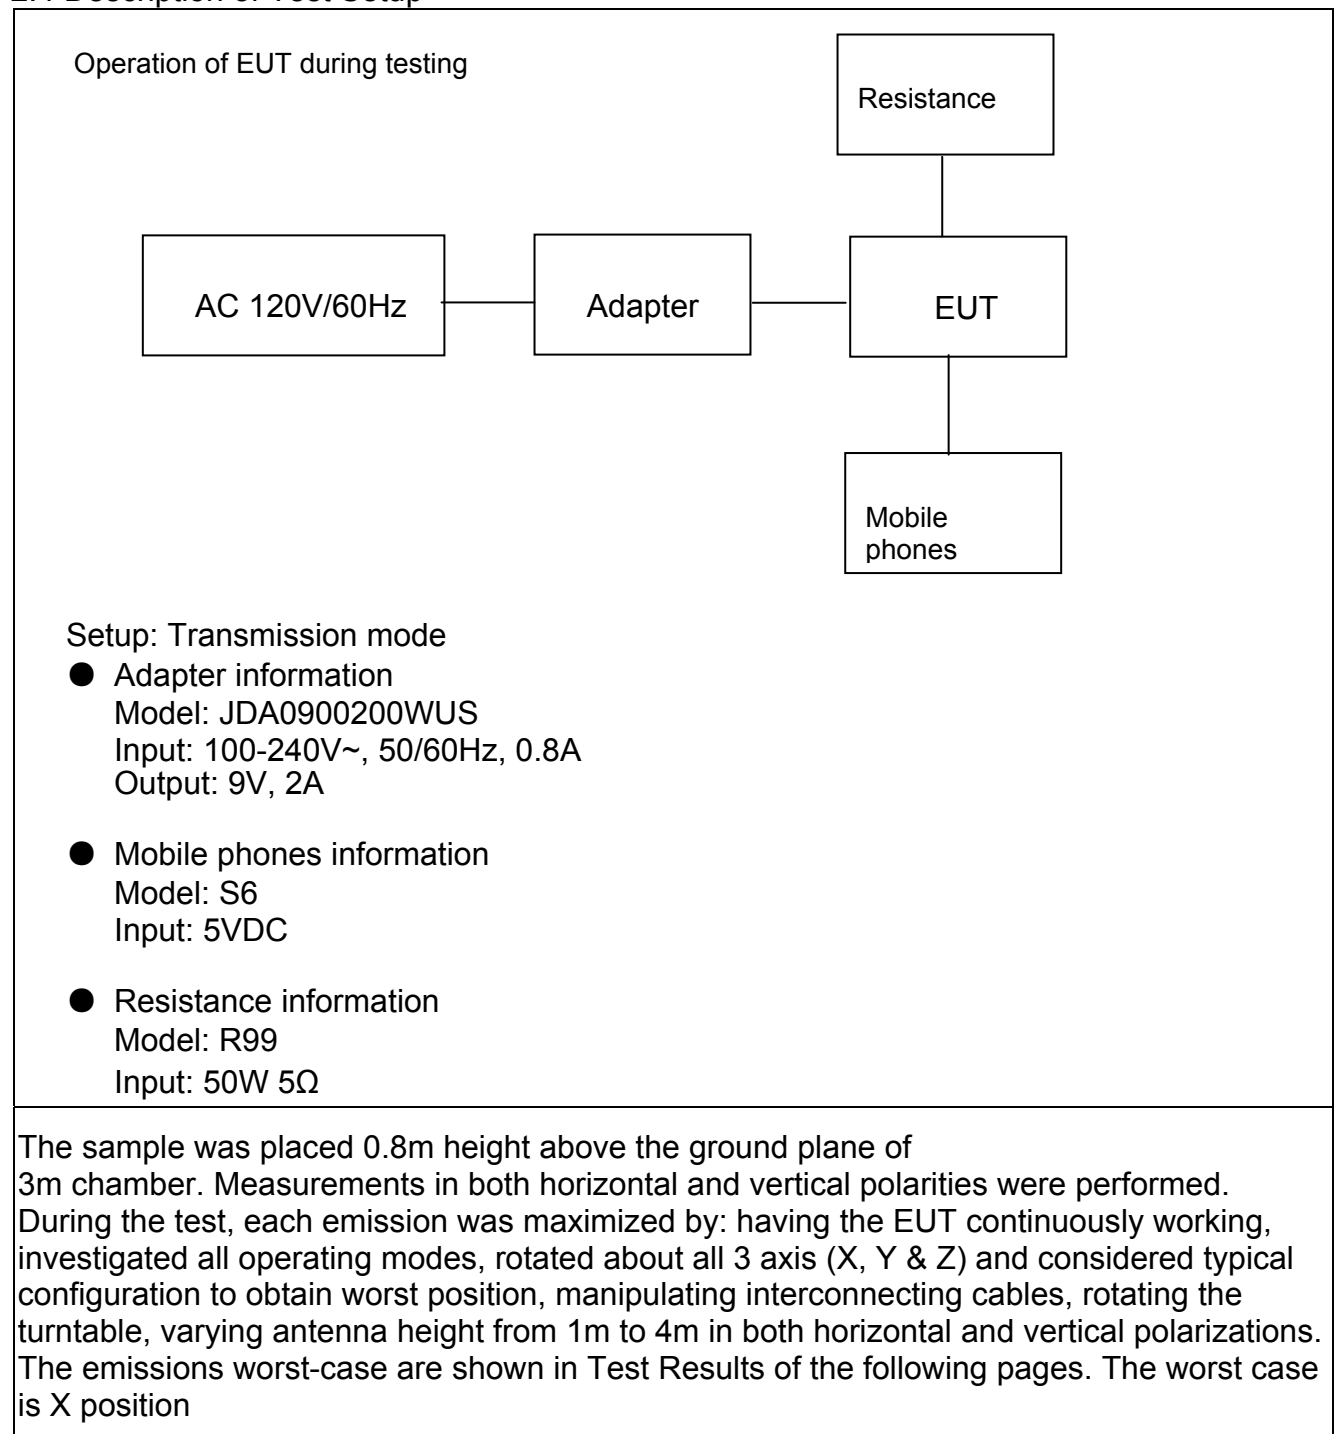 Operation of EUT during testing
Resistance
AC 120V/60Hz
Adapter
EUT
Mobile
phones
Setup: Transmission mode
● Adapter information
Model: JDA0900200WUS
Input: 100-240V~, 50/60Hz, 0.8A
Output: 9V, 2A
● Mobile phones information
Model: S6
Input: 5VDC
● Resistance information
Model: R99
Input: 50W 5Ω
The sample was placed 0.8m height above the ground plane of
3m chamber. Measurements in both horizontal and vertical polarities were performed.
During the test, each emission was maximized by: having the EUT continuously working,
investigated all operating modes, rotated about all 3 axis (X, Y & Z) and considered typical
configuration to obtain worst position, manipulating interconnecting cables, rotating the
turntable, varying antenna height from 1m to 4m in both horizontal and vertical polarizations.
The emissions worst-case are shown in Test Results of the following pages. The worst case
is X position